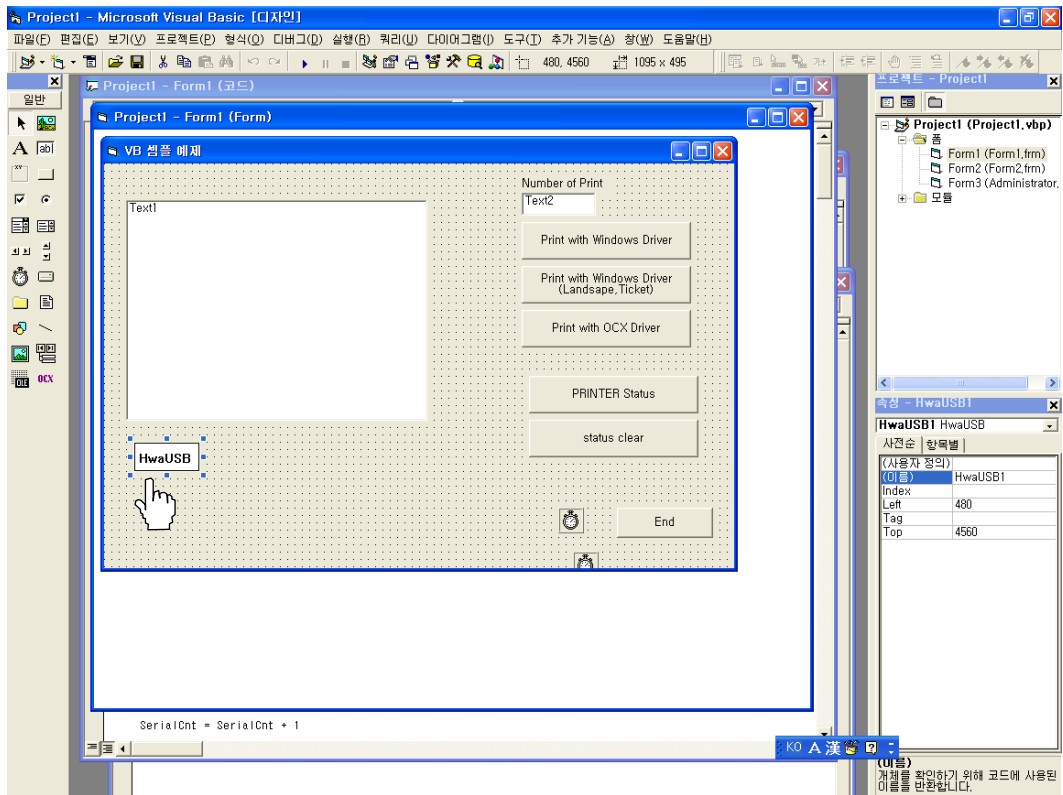 Project1 - Microsoft Visual Basic [디자인]
파일(F) 편집(E) 보기(V) 프로젝트(P) 형식(O) 디버그(D) 실행(R) 쿼리(U) 다이어그램(I) 도구(T) 추가 기능(A) 창(W) 도움말(H)
480, 4560 1095 × 495
일반
Project1 - Form1 (코드)
Project1 - Form1 (Form)
VB 샘플 예제
Number of Print
Text1
Text2
Print with Windows Driver
Print with Windows Driver
(Landsape,Ticket)
Print with OCX Driver
PRINTER Status
status clear
HwaUSB
End
SerialCnt = SerialCnt + 1
A
ab
xv
OLE
OCX
프로젝트 - Project1
Project1 (Project1.vbp)
폼
Form1 (Form1.frm)
Form2 (Form2.frm)
Form3 (Administrator.
모듈
속성 - HwaUSB1
HwaUSB1 HwaUSB
사전순 항목별
(사용자 정의)
(이름) HwaUSB1
Index
Left 480
Tag
Top 4560
KO A 漢
(이름)
개체를 확인하기 위해 코드에 사용된
이름을 반환합니다.